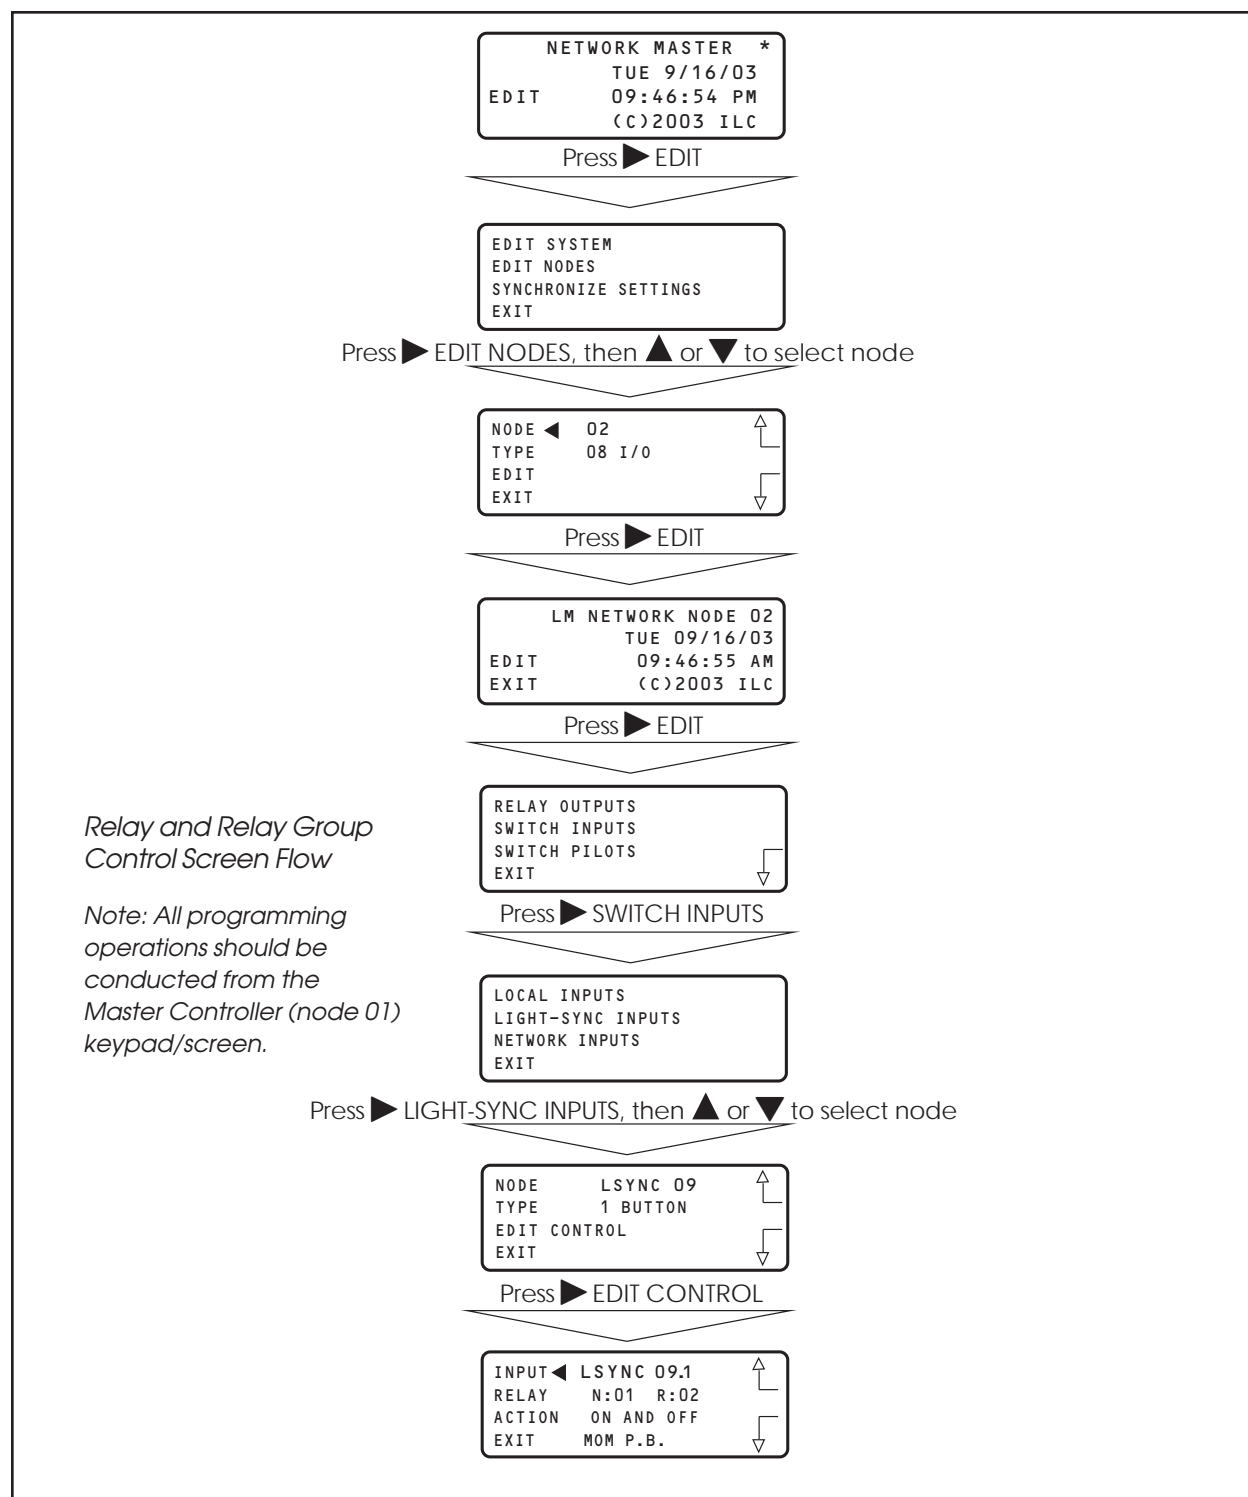 NETWORK MASTER *
TUE 9/16/03
EDIT 09:46:54 PM
(C)2003 ILC
Press ▶ EDIT
EDIT SYSTEM
EDIT NODES
SYNCHRONIZE SETTINGS
EXIT
Press ▶ EDIT NODES, then ▲ or ▼ to select node
NODE ◀ 02
TYPE 08 I/O
EDIT
EXIT
Press ▶ EDIT
LM NETWORK NODE 02
TUE 09/16/03
EDIT 09:46:55 AM
EXIT (C)2003 ILC
Press ▶ EDIT
RELAY OUTPUTS
SWITCH INPUTS
SWITCH PILOTS
EXIT
Relay and Relay Group
Control Screen Flow
Note: All programming
operations should be
conducted from the
Master Controller (node 01)
keypad/screen.
Press ▶ SWITCH INPUTS
LOCAL INPUTS
LIGHT-SYNC INPUTS
NETWORK INPUTS
EXIT
Press ▶ LIGHT-SYNC INPUTS, then ▲ or ▼ to select node
NODE LSYNC 09
TYPE 1 BUTTON
EDIT CONTROL
EXIT
Press ▶ EDIT CONTROL
INPUT ◀ LSYNC 09.1
RELAY N:01 R:02
ACTION ON AND OFF
EXIT MOM P.B.